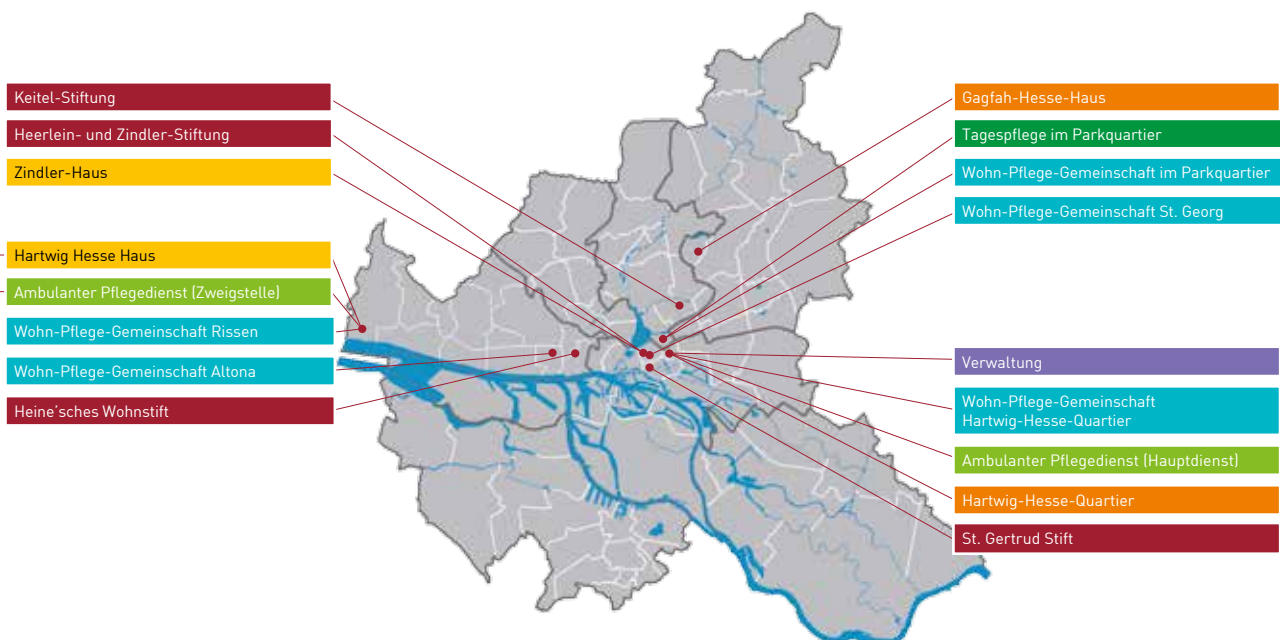 Keitel-Stiftung
Heerlein- und Zindler-Stiftung
Zindler-Haus
Hartwig Hesse Haus
Ambulanter Pflegedienst (Zweigstelle)
Wohn-Pflege-Gemeinschaft Rissen
Wohn-Pflege-Gemeinschaft Altona
Heine'sches Wohnstift
Gagfah-Hesse-Haus
Tagespflege im Parkquartier
Wohn-Pflege-Gemeinschaft im Parkquartier
Wohn-Pflege-Gemeinschaft St. Georg
Verwaltung
Wohn-Pflege-Gemeinschaft
Hartwig-Hesse-Quartier
Ambulanter Pflegedienst (Hauptdienst)
Hartwig-Hesse-Quartier
St. Gertrud Stift